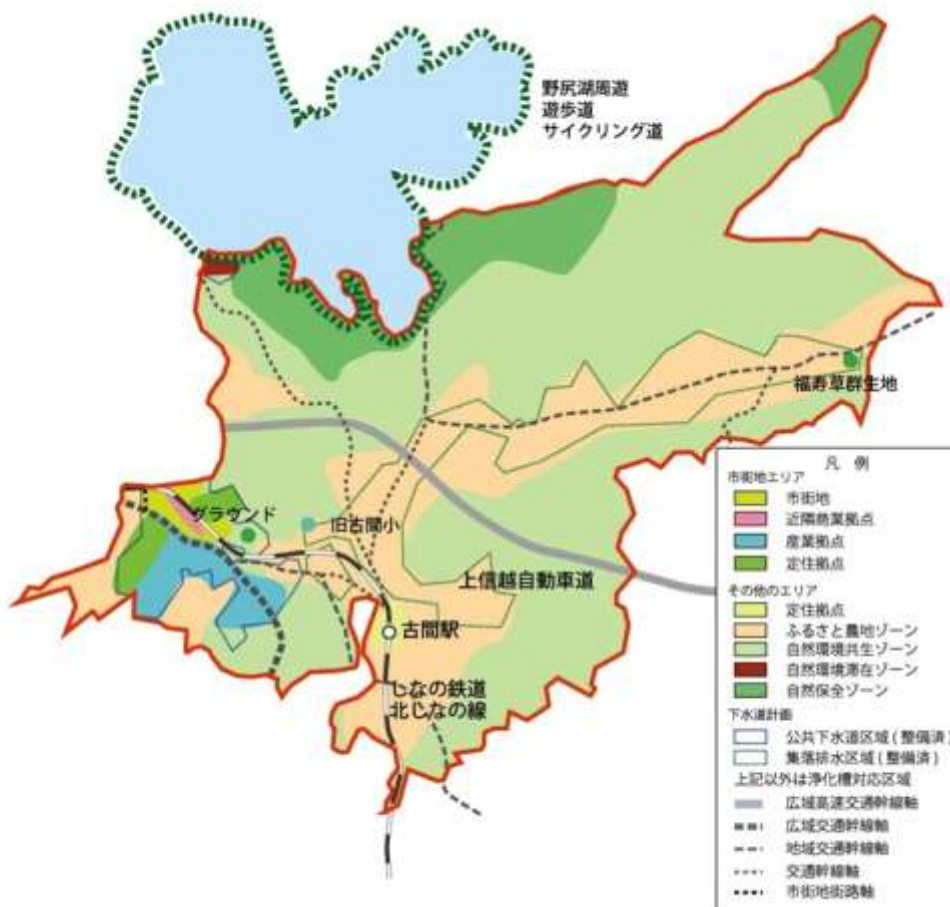 野尻湖周遊
遊歩道
サイクリング道
福寿草群生地
グラウンド
旧古間小
上信越自動車道
古間駅
しなの鉄道
北しなの線
凡 例
市街地エリア
市街地
近隣商業拠点
産業拠点
定住拠点
その他のエリア
定住拠点
ふるさと農地ゾーン
自然環境共生ゾーン
自然環境滞在ゾーン
自然保全ゾーン
下水道計画
公共下水道区域(整備済)
集落排水区域(整備済)
上記以外は浄化槽対応区域
広域高速交通幹線軸
広域交通幹線軸
地域交通幹線軸
交通幹線軸
市街地街路軸